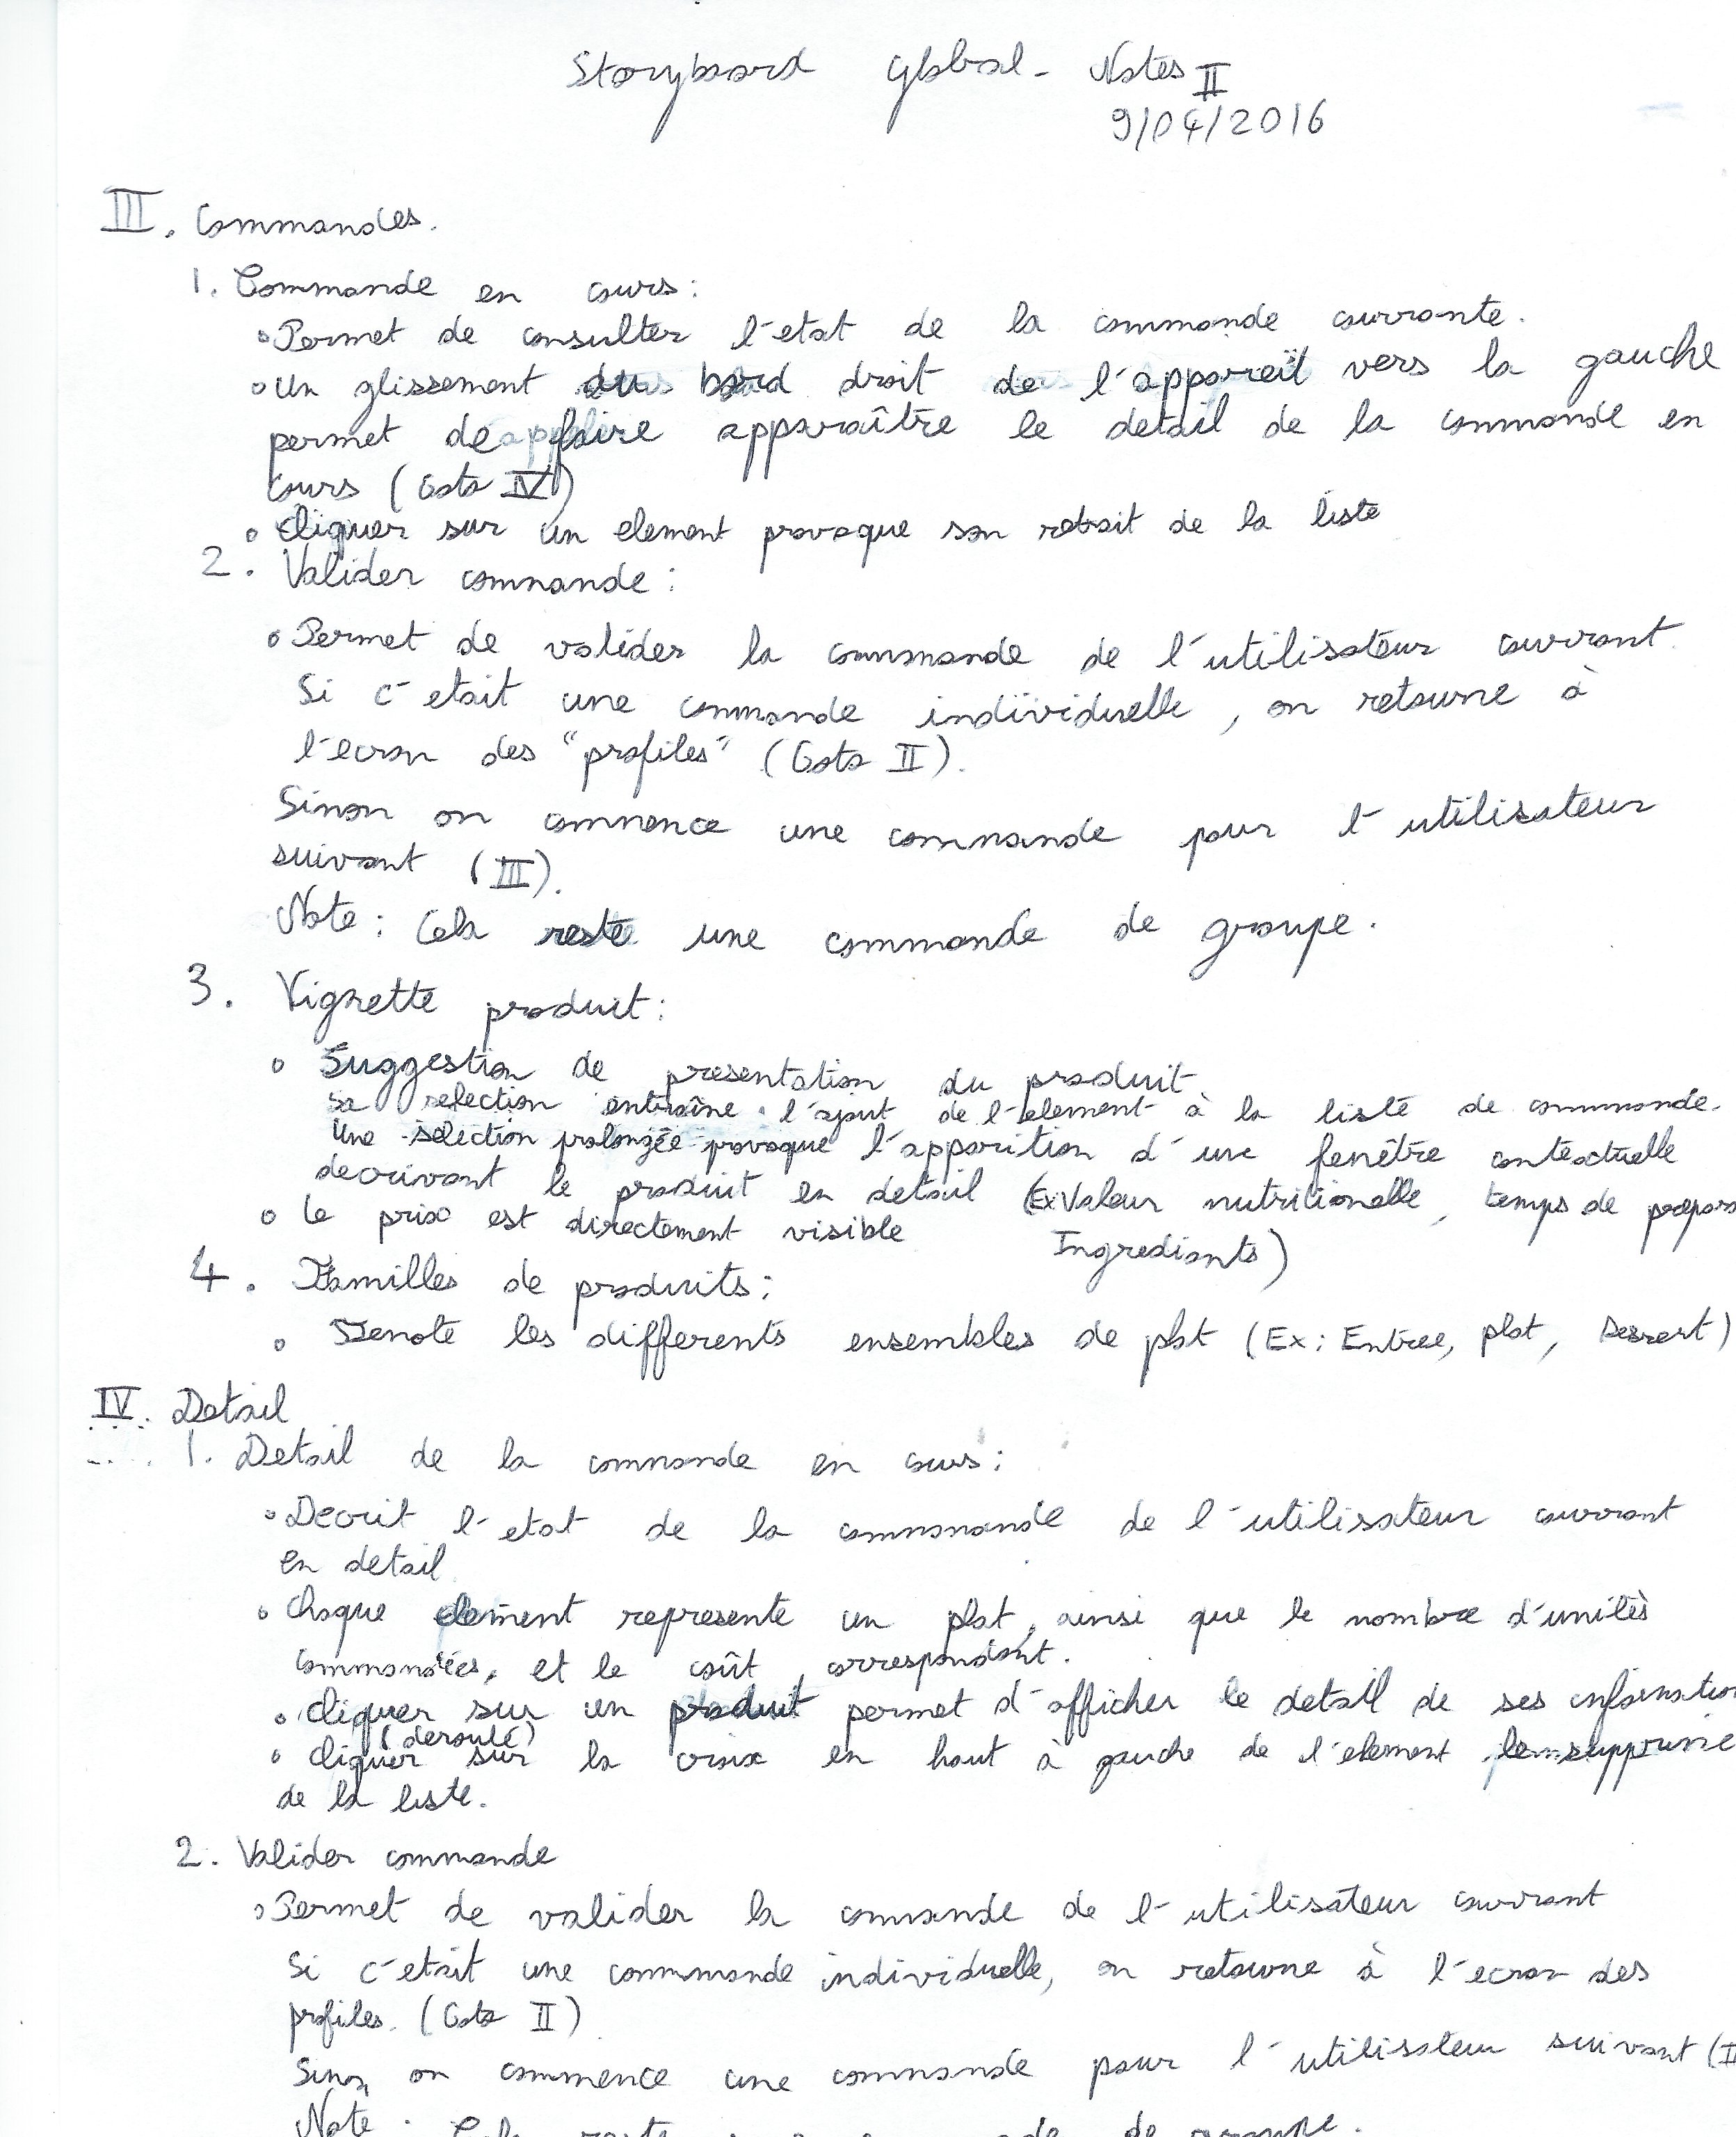 Storyboard Global - Notes II
9/04/2016
III. Commandes.
1. Commande en cours :
° Permet de consulter l'etat de la commande courrante.
° Un glissement du bord droit de l'appareil vers la gauche
permet de faire apparaître le detail de la commande en
cours (Goto IV)
° cliquer sur un element provoque son retrait de la liste
2. Valider commande :
° Permet de valider la commande de l'utilisateur courrant.
Si c'etait une commande individuelle, on retourne à
l'ecran des "profiles" (Goto II).
Sinon on commence une commande pour l'utilisateur
suivant (III).
Note : Cela reste une commande de groupe.
3. Vignette produit :
° Suggestion de presentation du produit
sa selection entraîne l'ajout de l'element à la liste de commande.
Une selection prolongée provoque l'apparition d'une fenêtre contextuelle
decrivant le produit en detail (Ex Valeur nutritionelle, temps de prepara
° Le prix est directement visible Ingrediants)
4. Familles de produits :
° Denote les differents ensembles de plat (Ex : Entree, plat, Dessert)
IV. Detail
1. Detail de la commande en cours :
° Decrit l'etat de la commande de l'utilisateur courrant
en detail
° Chaque element represente un plat, ainsi que le nombre d'unités
commandées, et le coût correspondant.
° cliquer sur un produit permet d'afficher le detail de ses informatio
(deroulé)
° cliquer sur la croix en haut à gauche de l'element le supprime
de la liste.
2. Valider commande
° Permet de valider la commande de l'utilisateur courrant
Si c'etait une commande individuelle, on retourne à l'ecran des
profiles. (Goto II)
Sinon on commence une commande pour l'utilisateur suivant (I
Note : Cela reste de groupe.